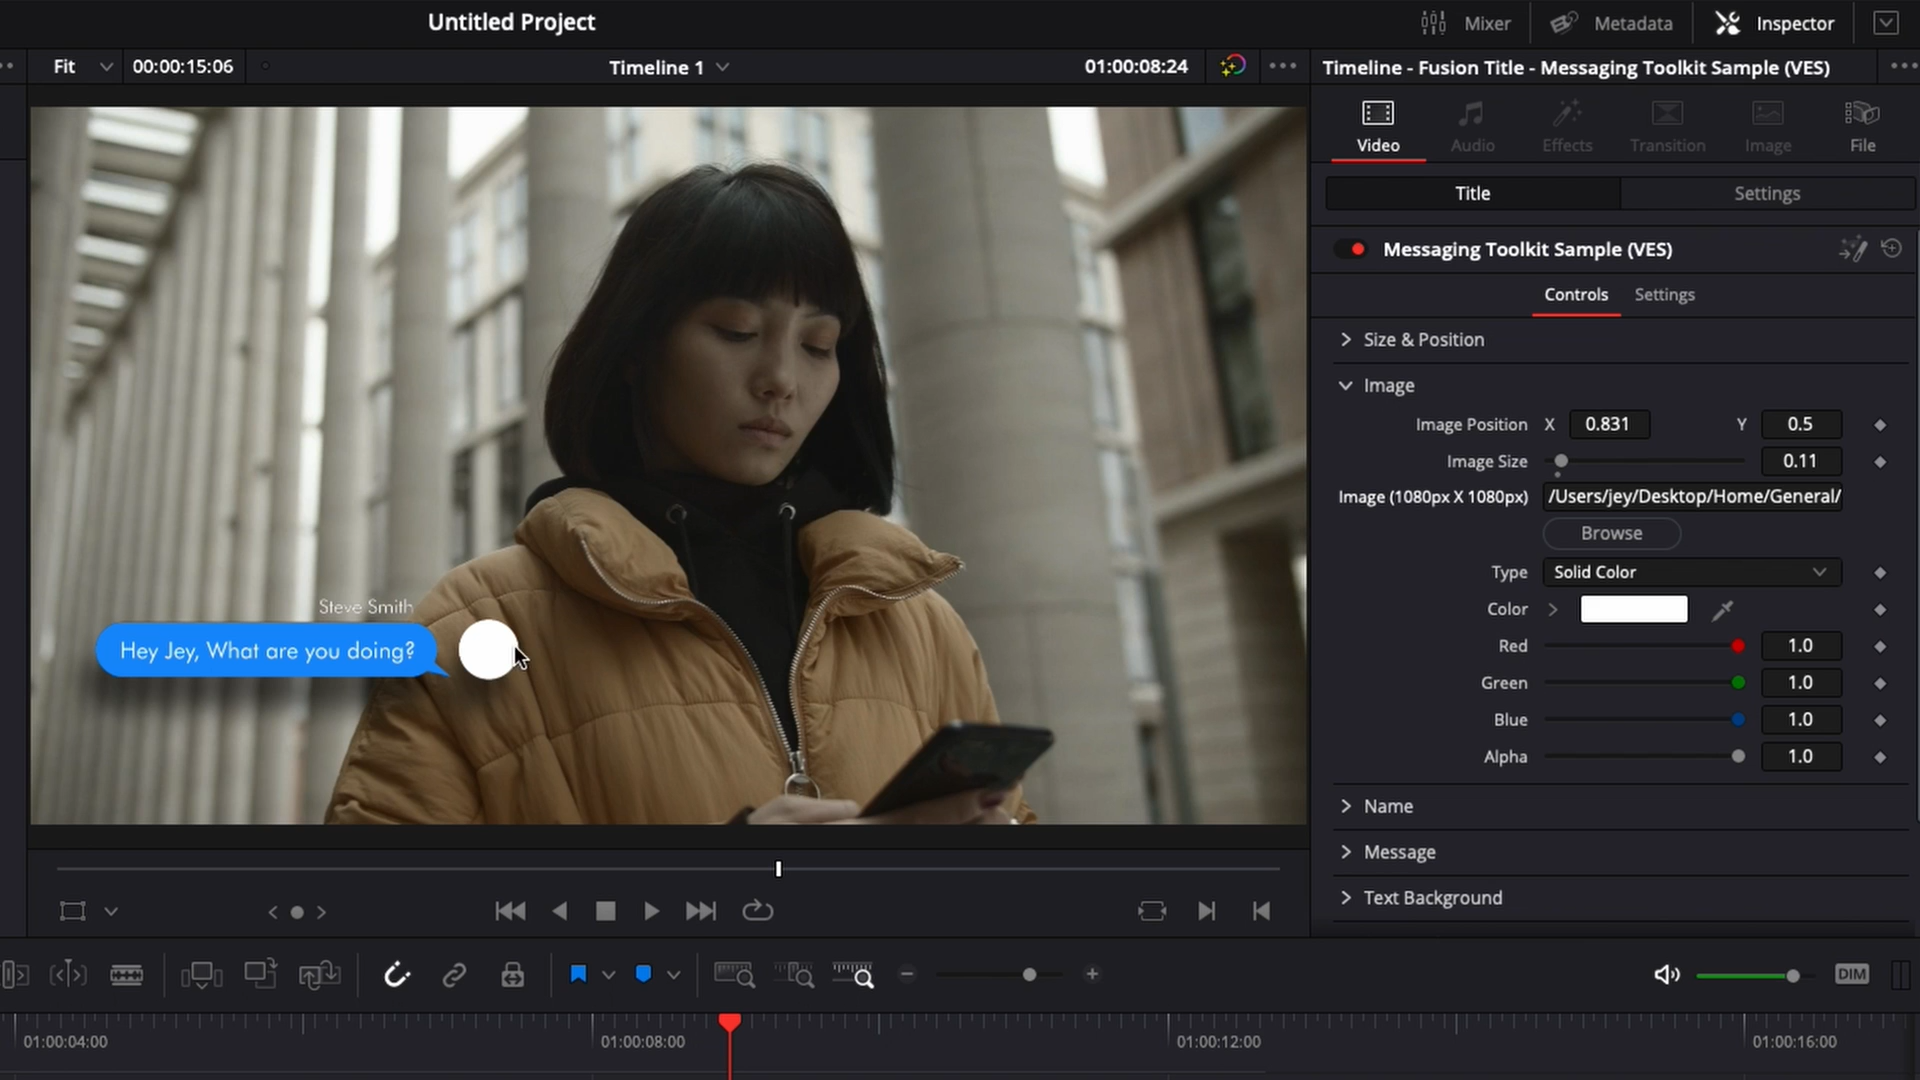 Untitled Project
Mixer
Metadata
Inspector
Fit
00:00:15:06
Timeline 1
01:00:08:24
Timeline - Fusion Title - Messaging Toolkit Sample (VES)
Video
Audio
Effects
Transition
Image
File
Title
Settings
Messaging Toolkit Sample (VES)
Controls
Settings
Size & Position
Image
Image Position X 0.831 Y 0.5
Image Size 0.11
Image (1080px X 1080px) /Users/jey/Desktop/Home/General/
Browse
Type Solid Color
Color
Red 1.0
Green 1.0
Blue 1.0
Alpha 1.0
Name
Message
Text Background
Steve Smith
Hey Jey, What are you doing?
DIM
01:00:04:00
01:00:08:00
01:00:12:00
01:00:16:00